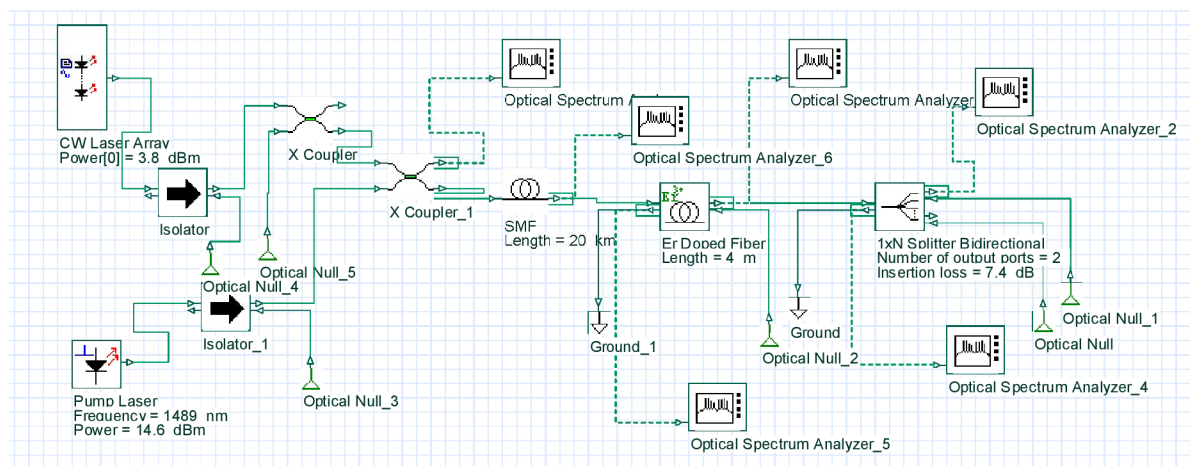 CW Laser Array
Power[0] = 3.8 dBm
Isolator
X Coupler
Optical Null_5
Optical Null_4
X Coupler_1
Optical Spectrum
Optical Spectrum Analyzer_6
SMF
Length = 20 km
Optical Spectrum Analyzer
Optical Spectrum Analyzer_2
Er Doped Fiber
Length = 4 m
1xN Splitter Bidirectional
Number of output ports = 2
Insertion loss = 7.4 dB
Isolator_1
Pump Laser
Frequency = 1489 nm
Power = 14.6 dBm
Optical Null_3
Ground_1
Optical Null_2
Ground
Optical Null_1
Optical Null
Optical Spectrum Analyzer_4
Optical Spectrum Analyzer_5